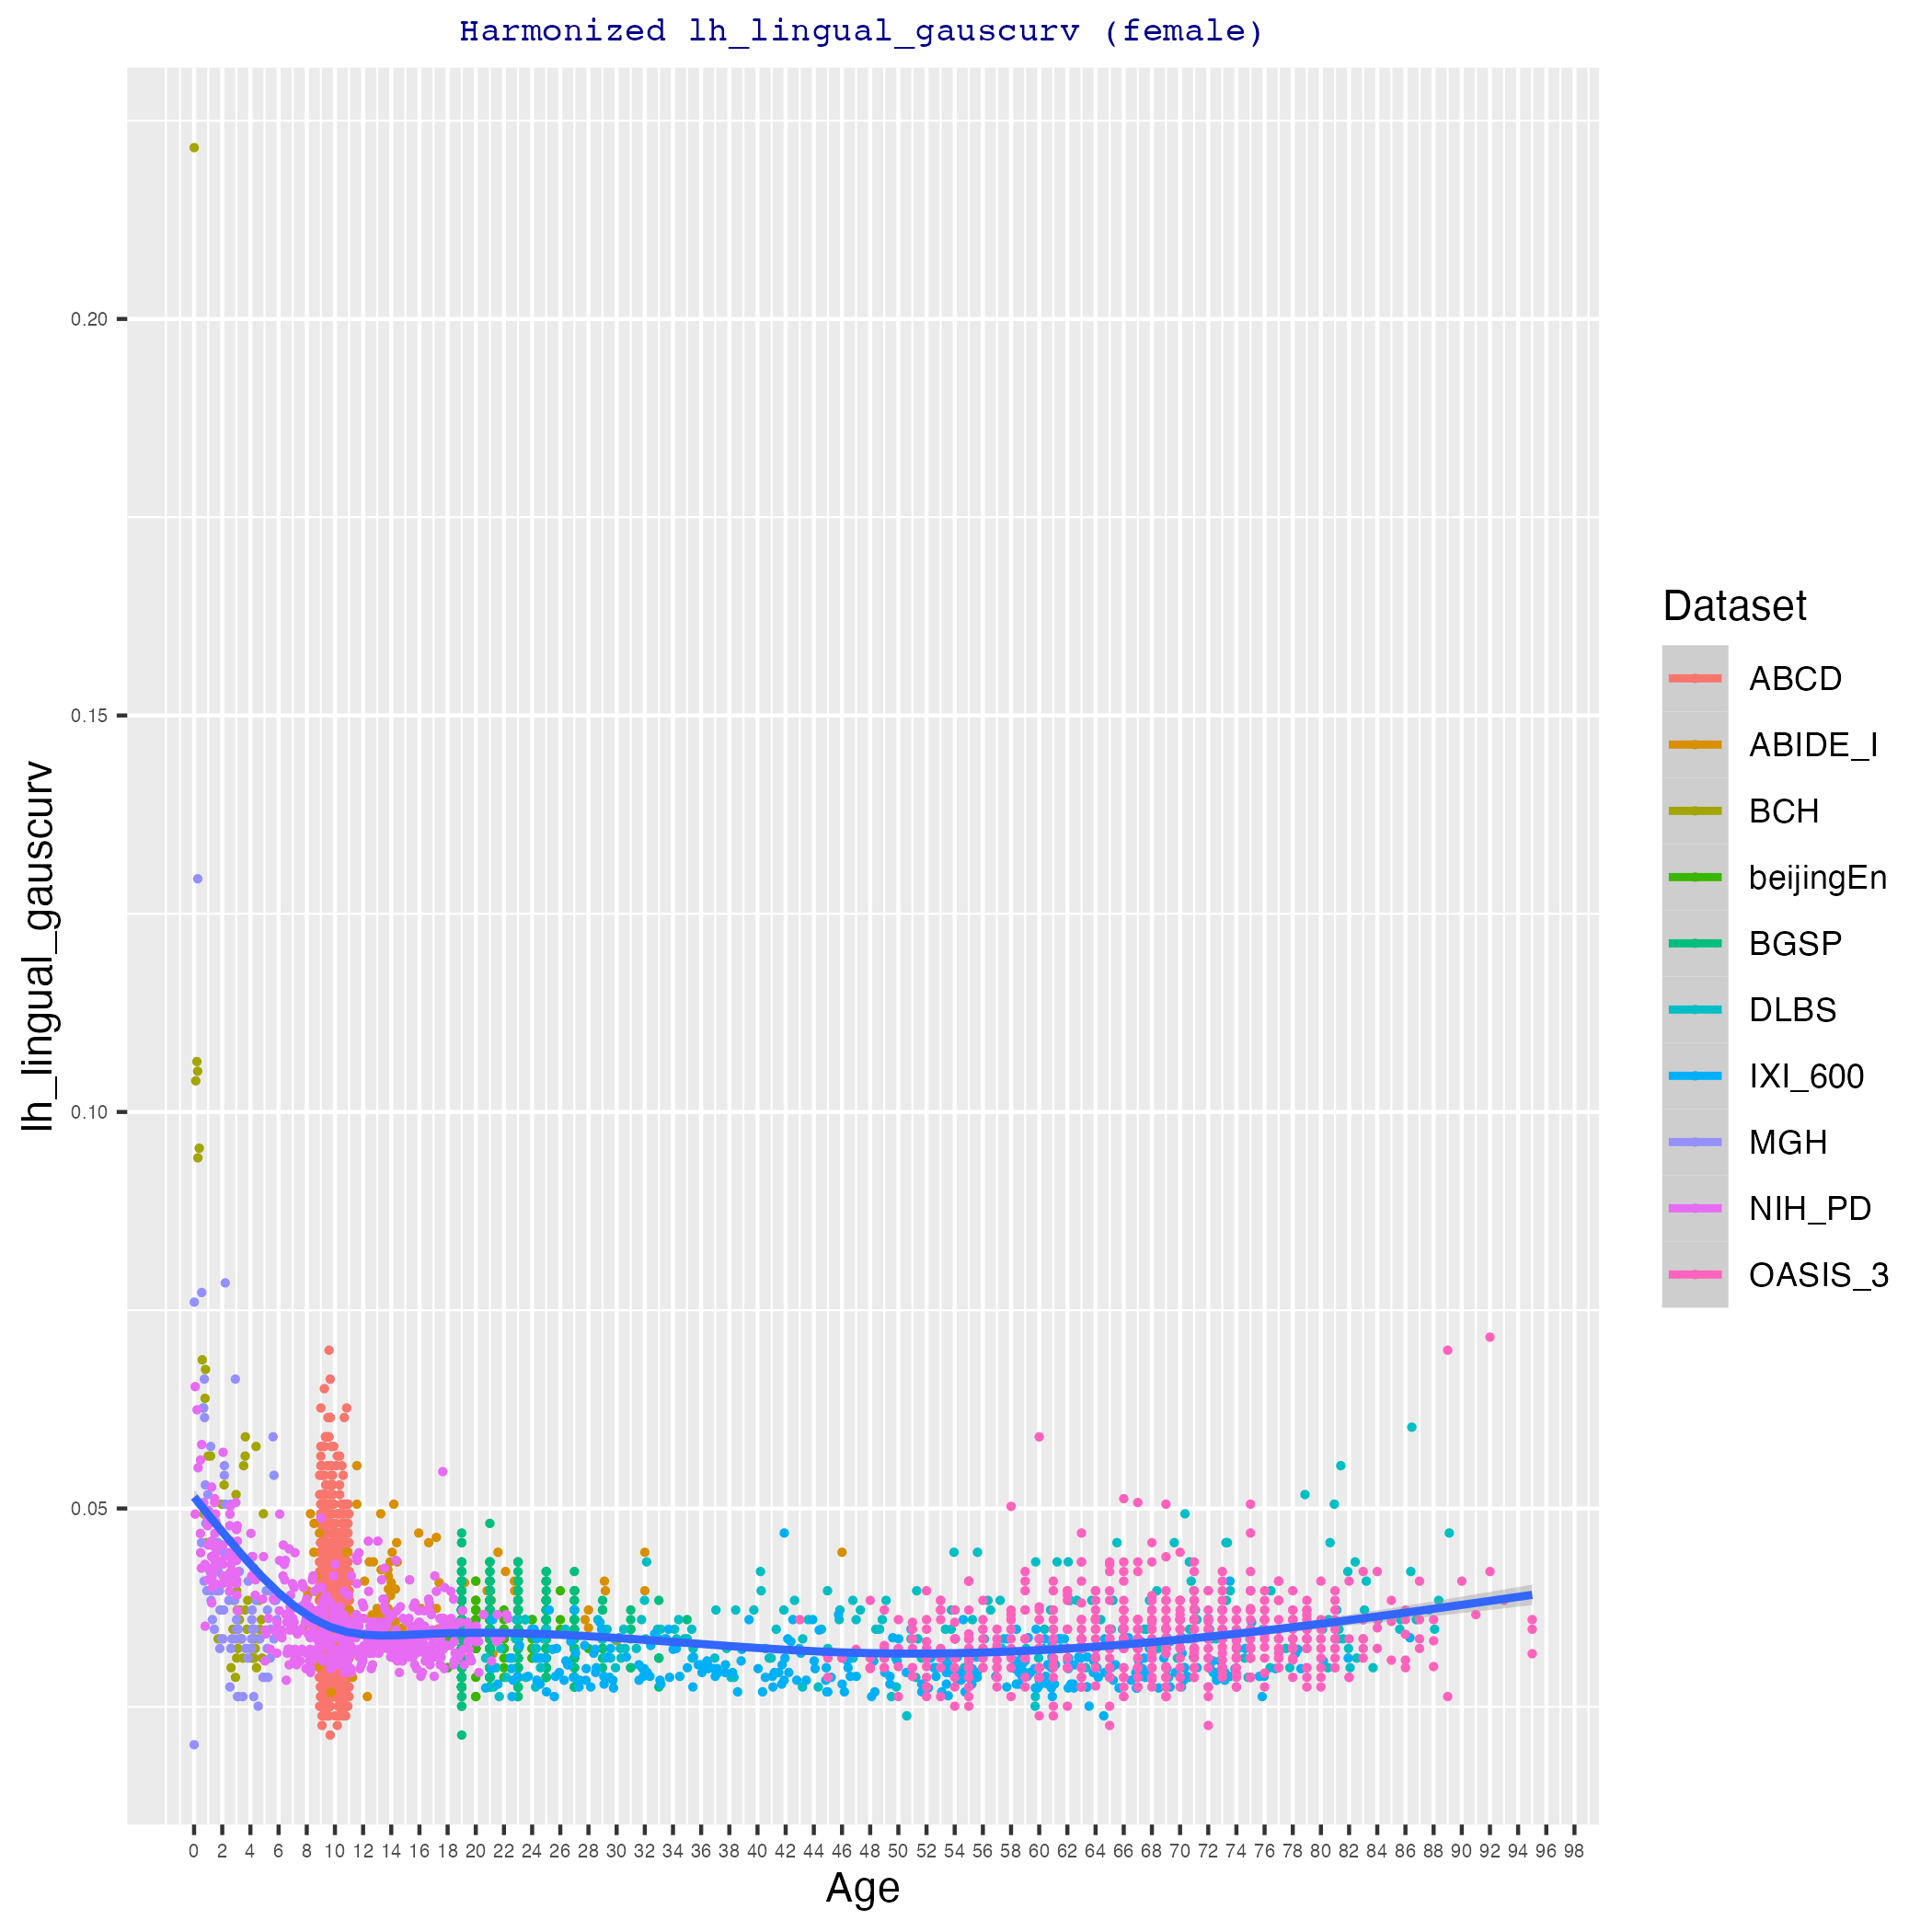 Harmonized lh_lingual_gauscurv (female)
lh_lingual_gauscurv
0.20
0.15
0.10
0.05
0 2 4 6 8 10 12 14 16 18 20 22 24 26 28 30 32 34 36 38 40 42 44 46 48 50 52 54 56 58 60 62 64 66 68 70 72 74 76 78 80 82 84 86 88 90 92 94 96 98
Age
Dataset
ABCD
ABIDE_I
BCH
beijingEn
BGSP
DLBS
IXI_600
MGH
NIH_PD
OASIS_3